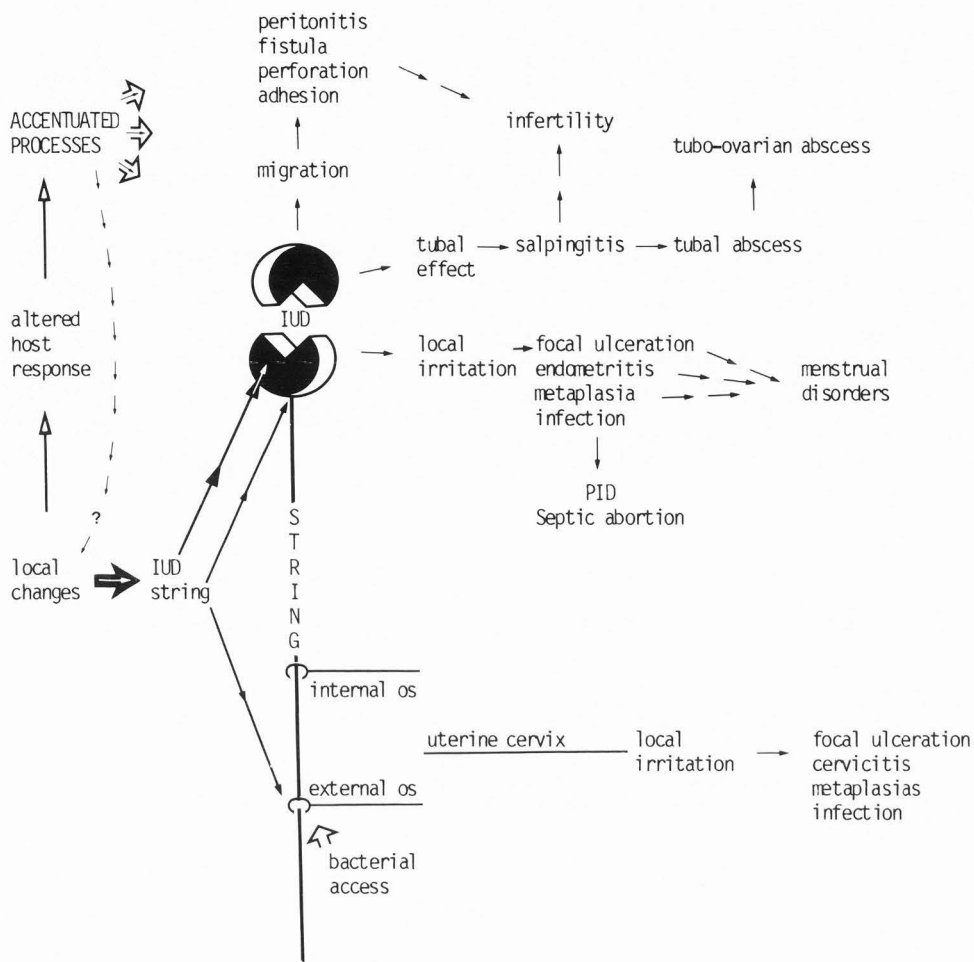 peritonitis
fistula
perforation
adhesion
ACCENTUATED
PROCESSES
infertility
tubo-ovarian abscess
migration
tubal
effect
salpingitis
tubal abscess
IUD
altered
host
response
local
irritation
focal ulceration
endometritis
metaplasia
infection
menstrual
disorders
PID
Septic abortion
?
local
changes
IUD
string
STRING
internal os
uterine cervix
local
irritation
focal ulceration
cervicitis
metaplasias
infection
external os
bacterial
access